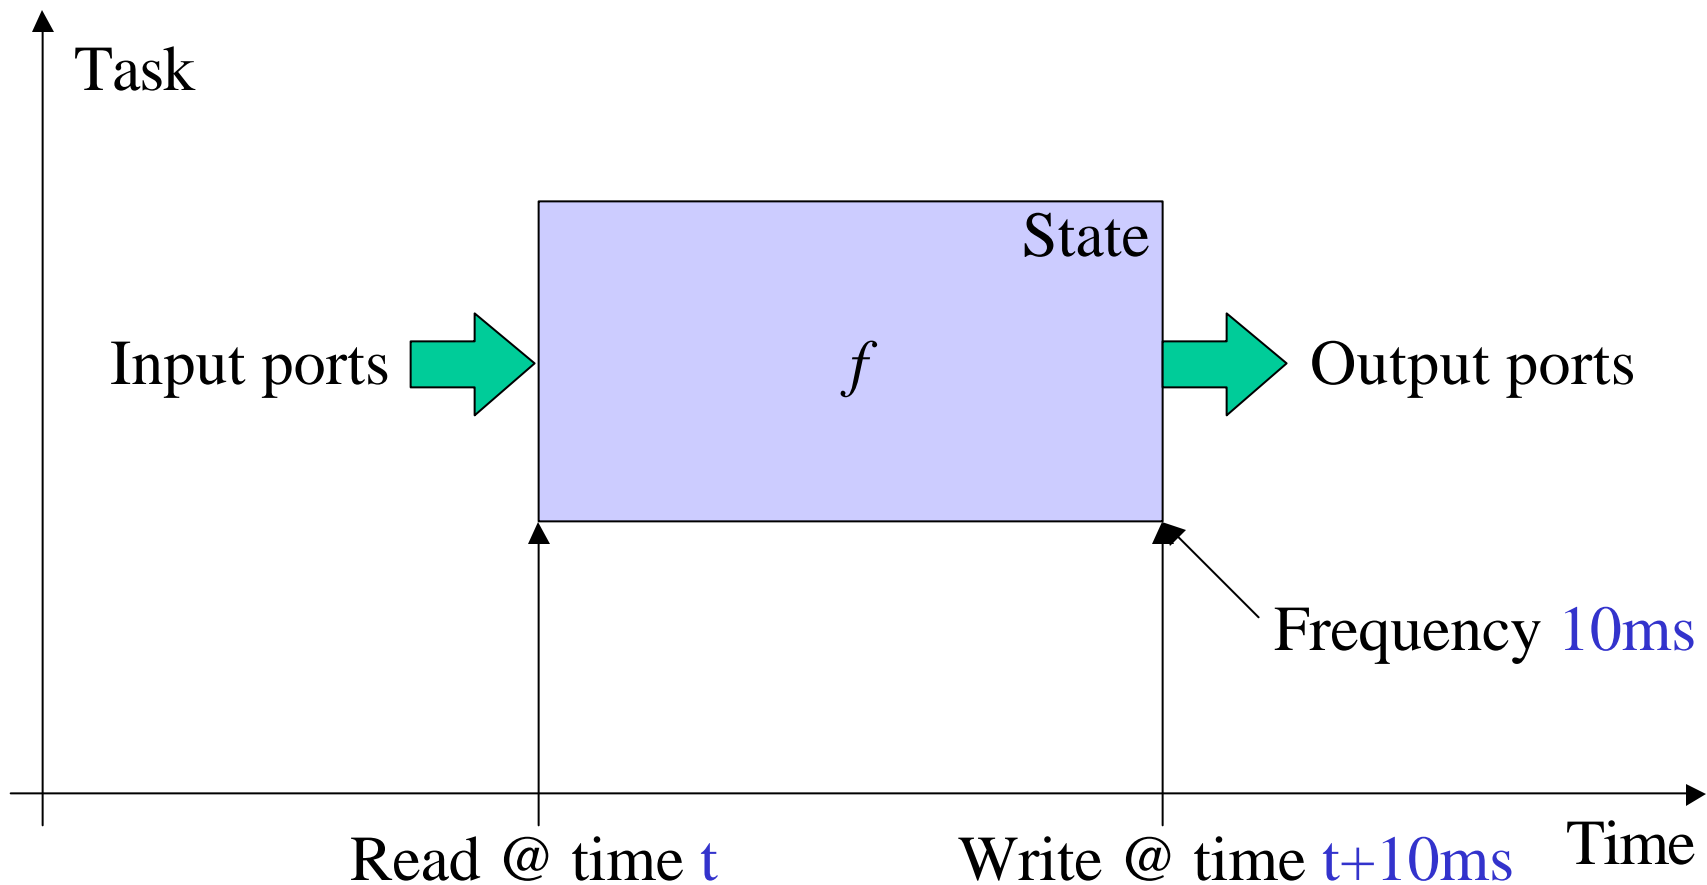 Task
State
Input ports
f
Output ports
Frequency 10ms
Time
Read @ time t
Write @ time t+10ms